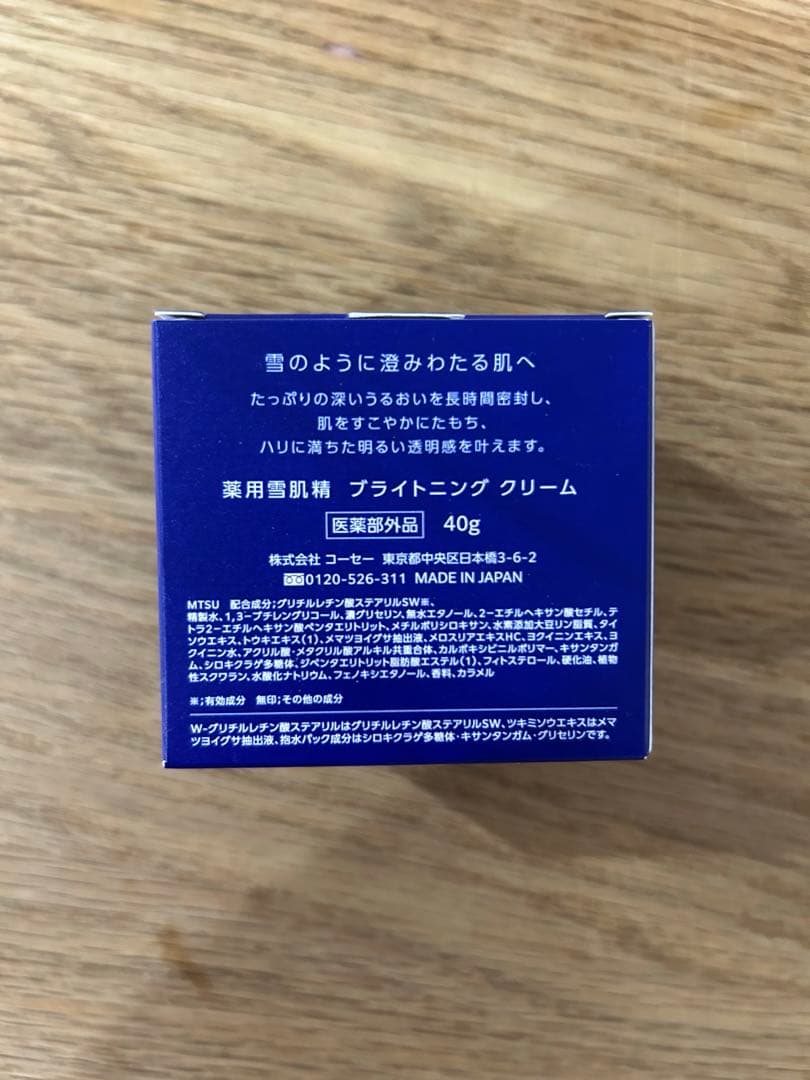 雪のように澄みわたる肌へ
たっぷりの深いうるおいを長時間密封し、
肌をすこやかにたもち、
ハリに満ちた明るい透明感を叶えます。
薬用雪肌精 ブライトニング クリーム
医薬部外品 40g
株式会社 コーセー 東京都中央区日本橋3-6-2
0120-526-311 MADE IN JAPAN
MTSU 配合成分;グリチルレチン酸ステアリルSW※、
精製水、1,3-ブチレングリコール、濃グリセリン、無水エタノール、2-エチルヘキサン酸セチル、テ
トラ2-エチルヘキサン酸ペンタエリトリット、メチルポリシロキサン、水素添加大豆リン脂質、タイ
ソウエキス、トウキエキス(1)、メマツヨイグサ抽出液、メロスリアエキスHC、ヨクイニンエキス、ヨ
クイニン水、アクリル酸・メタクリル酸アルキル共重合体、カルボキシビニルポリマー、キサンタンガ
ム、シロキクラゲ多糖体、ジペンタエリトリット脂肪酸エステル(1)、フィトステロール、硬化油、植物
性スクワラン、水酸化ナトリウム、フェノキシエタノール、香料、カラメル
※;有効成分 無印;その他の成分
W-グリチルレチン酸ステアリルはグリチルレチン酸ステアリルSW、ツキミソウエキスはメマ
ツヨイグサ抽出液、抱水パック成分はシロキクラゲ多糖体・キサンタンガム・グリセリンです。